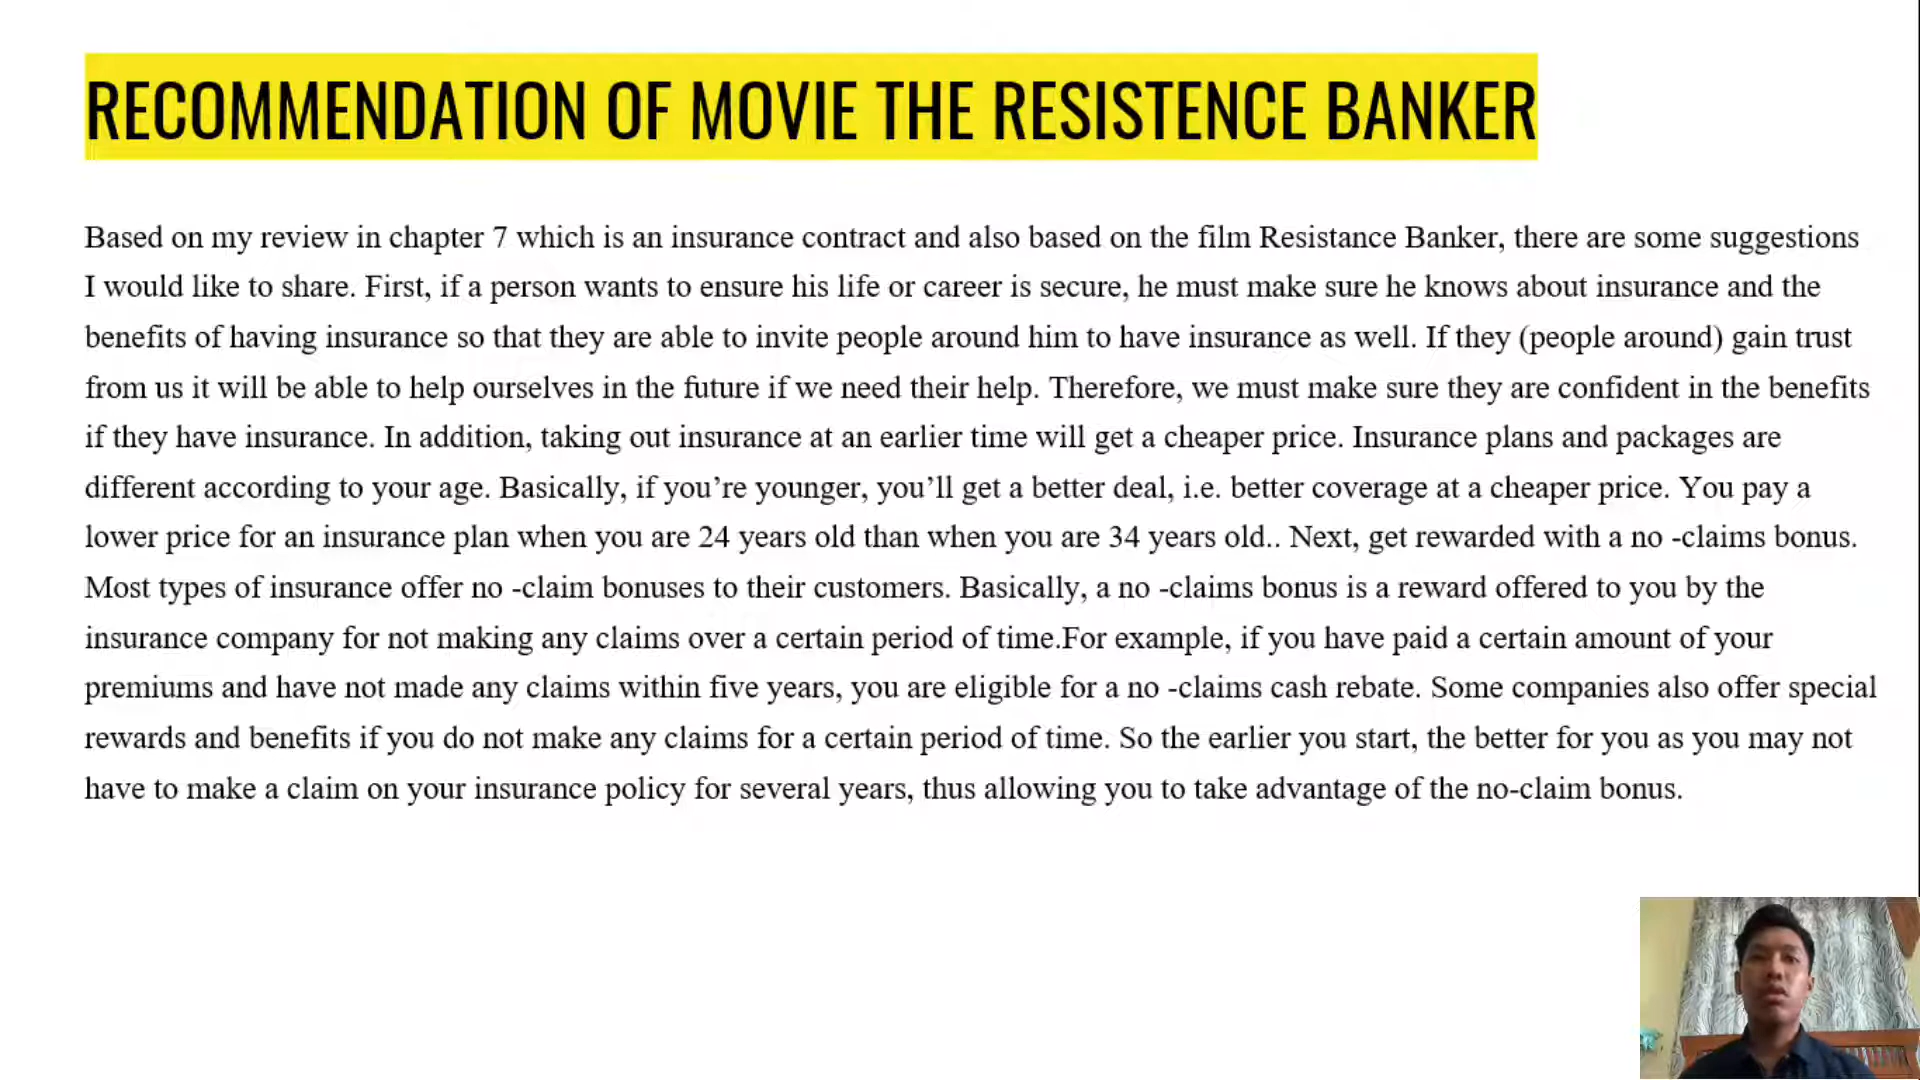 RECOMMENDATION OF MOVIE THE RESISTENCE BANKER
Based on my review in chapter 7 which is an insurance contract and also based on the film Resistance Banker, there are some suggestions
I would like to share. First, if a person wants to ensure his life or career is secure, he must make sure he knows about insurance and the
benefits of having insurance so that they are able to invite people around him to have insurance as well. If they (people around) gain trust
from us it will be able to help ourselves in the future if we need their help. Therefore, we must make sure they are confident in the benefits
if they have insurance. In addition, taking out insurance at an earlier time will get a cheaper price. Insurance plans and packages are
different according to your age. Basically, if you’re younger, you’ll get a better deal, i.e. better coverage at a cheaper price. You pay a
lower price for an insurance plan when you are 24 years old than when you are 34 years old.. Next, get rewarded with a no -claims bonus.
Most types of insurance offer no -claim bonuses to their customers. Basically, a no -claims bonus is a reward offered to you by the
insurance company for not making any claims over a certain period of time.For example, if you have paid a certain amount of your
premiums and have not made any claims within five years, you are eligible for a no -claims cash rebate. Some companies also offer special
rewards and benefits if you do not make any claims for a certain period of time. So the earlier you start, the better for you as you may not
have to make a claim on your insurance policy for several years, thus allowing you to take advantage of the no-claim bonus.